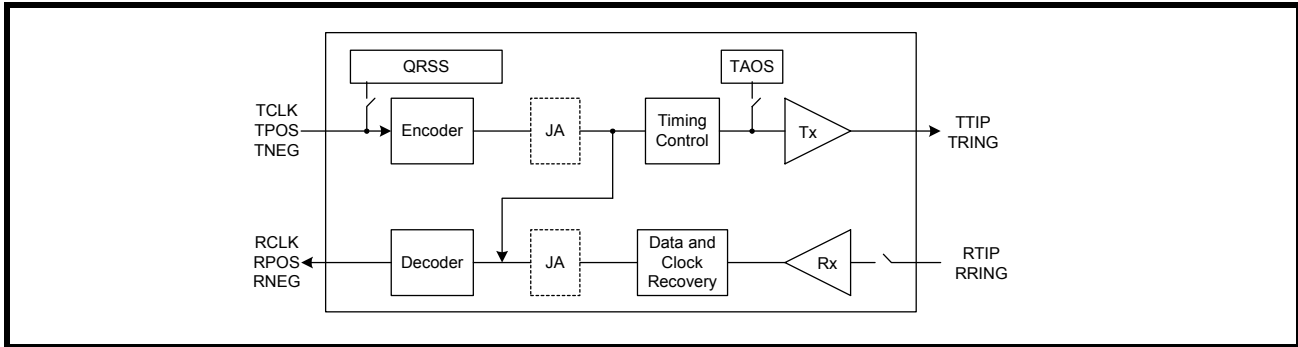 QRSS
TAOS
TCLK
TPOS
TNEG
Encoder
JA
Timing
Control
Tx
TTIP
TRING
RCLK
RPOS
RNEG
Decoder
JA
Data and
Clock
Recovery
Rx
RTIP
RRING